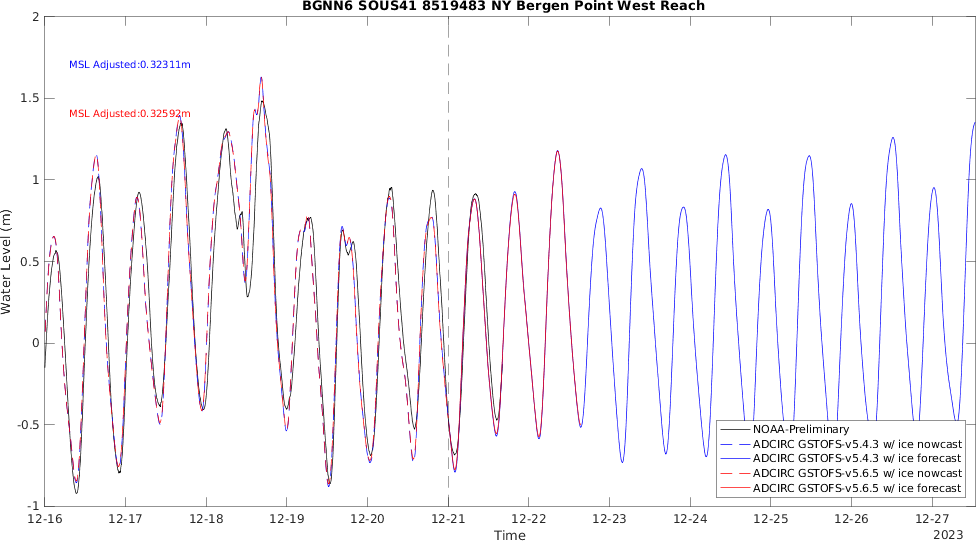 BGNN6 SOUS41 8519483 NY Bergen Point West Reach
2
MSL Adjusted:0.32311m
1.5
MSL Adjusted:0.32592m
1
0.5
Water Level (m)
0
-0.5
-1
NOAA-Preliminary
ADCIRC GSTOFS-v5.4.3 w/ ice nowcast
ADCIRC GSTOFS-v5.4.3 w/ ice forecast
ADCIRC GSTOFS-v5.6.5 w/ ice nowcast
ADCIRC GSTOFS-v5.6.5 w/ ice forecast
12-16 12-17 12-18 12-19 12-20 12-21 12-22 12-23 12-24 12-25 12-26 12-27
Time
2023